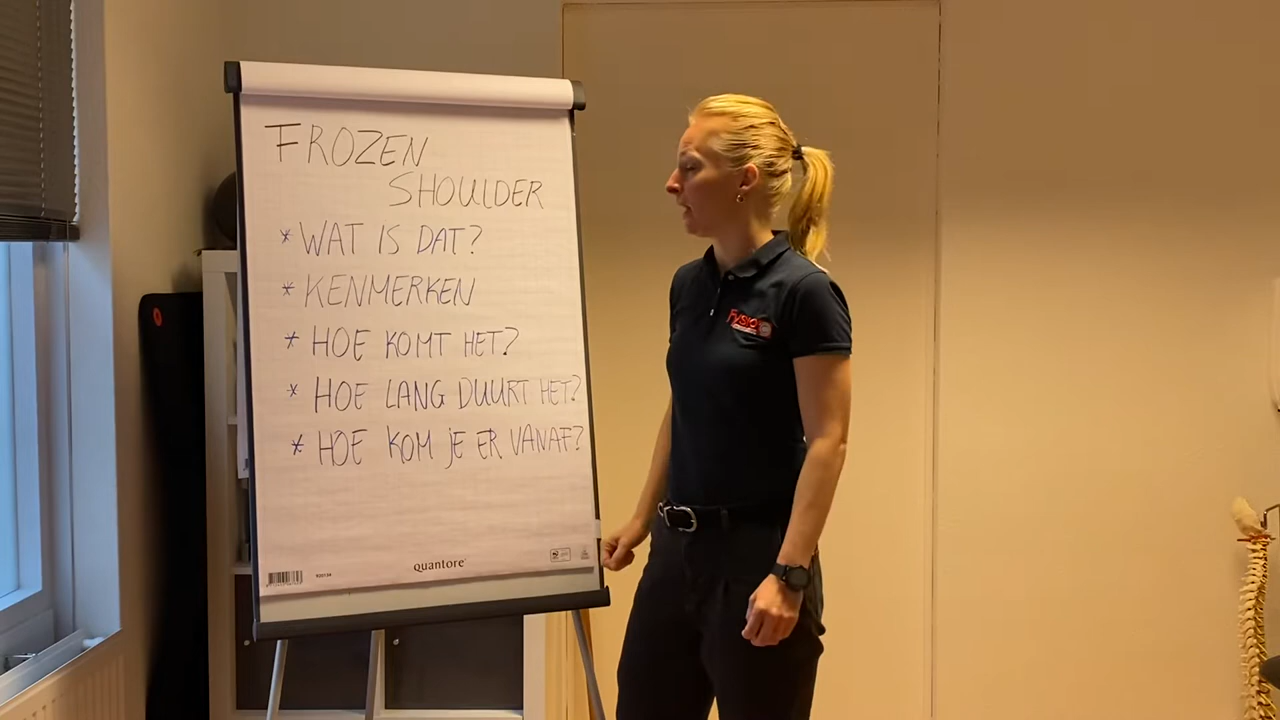 FROZEN
SHOULDER
* WAT IS DAT?
* KENMERKEN
* HOE KOMT HET?
* HOE LANG DUURT HET?
* HOE KOM JE ER VANAF?
quantore
Fysio